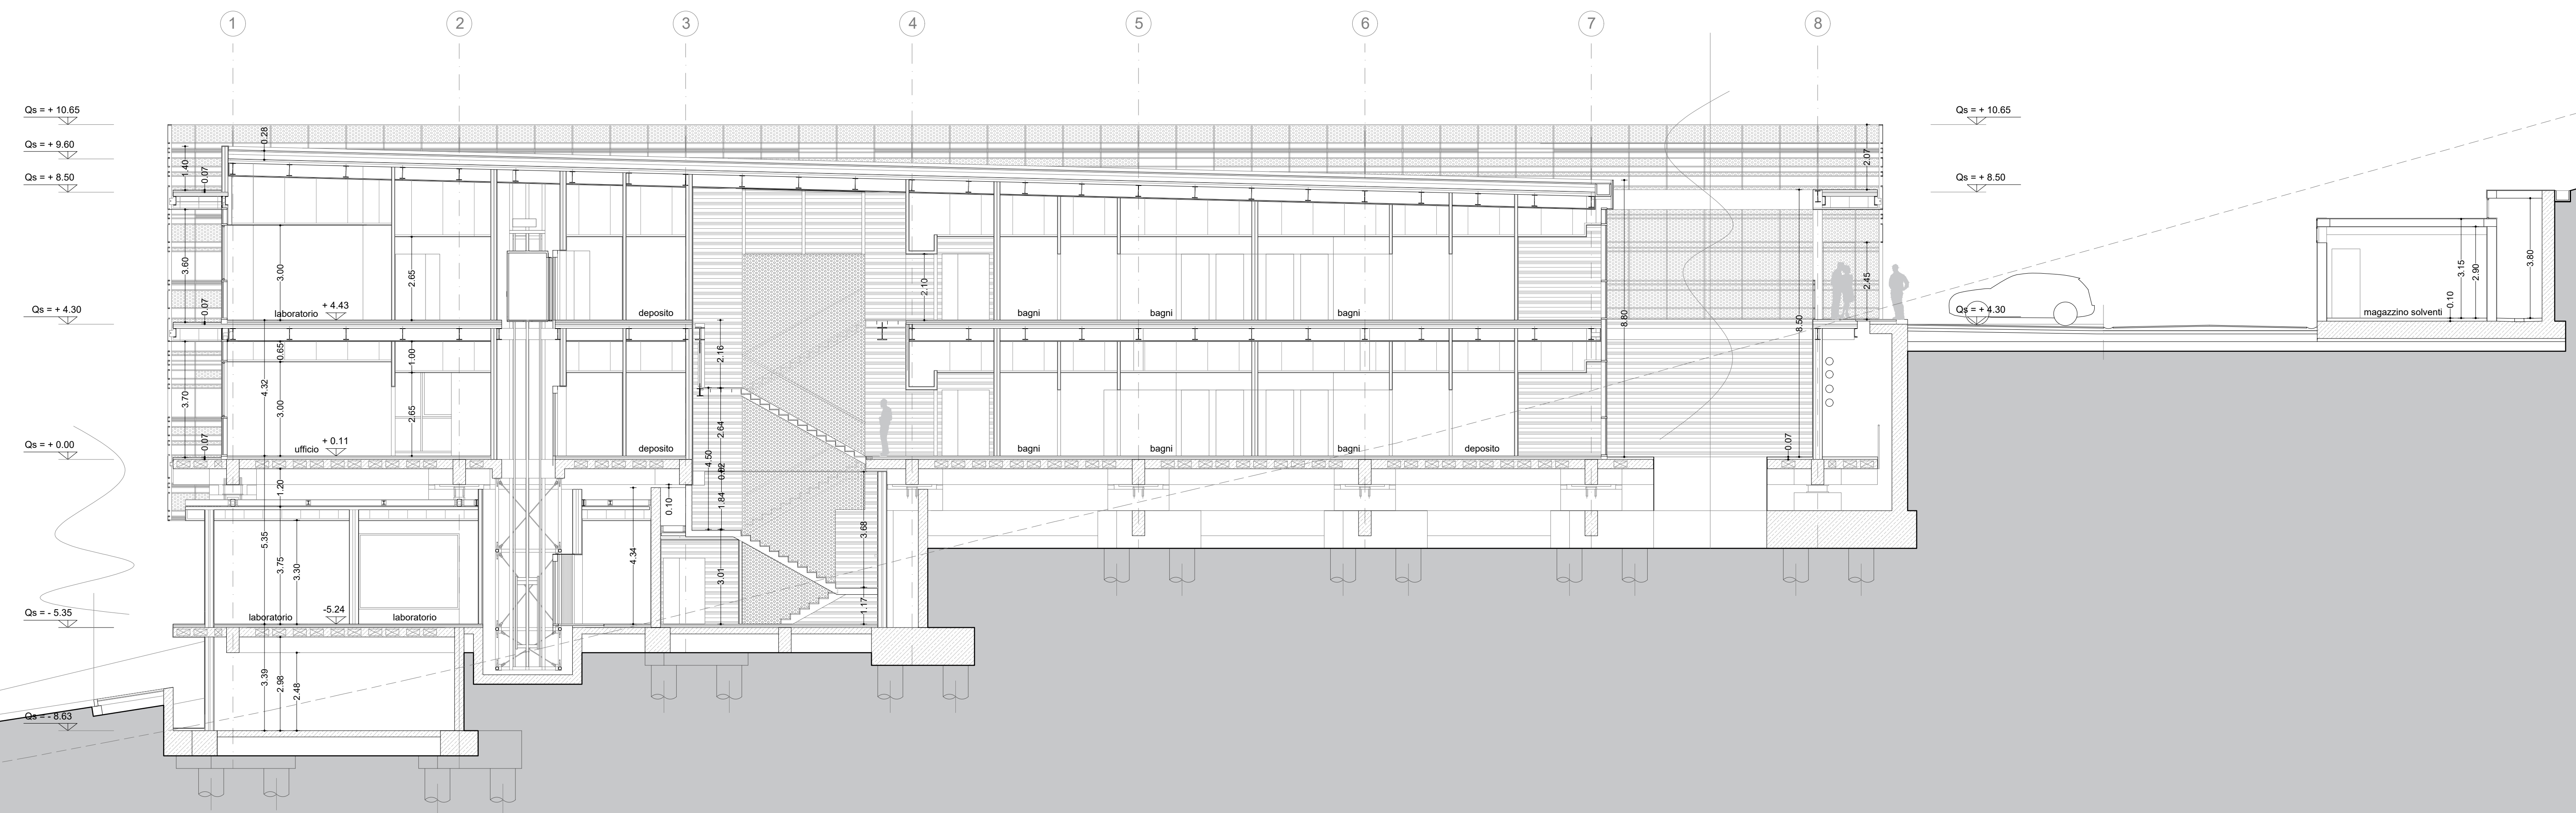 1 2 3 4 5 6 7 8
Qs = + 10.65
Qs = + 10.65
0.28
Qs = + 9.60
1.40
0.07
2.07
Qs = + 8.50
Qs = + 8.50
3.60
3.00
2.65
2.10
2.45
3.15
2.90
3.80
0.07
+ 4.43
0.10
Qs = + 4.30
laboratorio
deposito
bagni
bagni
bagni
8.80
8.50
Qs = + 4.30
magazzino solventi
0.65
1.00
2.16
3.70
4.32
3.00
2.65
2.64
0.07
+ 0.11
0.07
Qs = + 0.00
ufficio
deposito
bagni
bagni
bagni
deposito
4.50
0.82
1.20
0.10
1.84
5.35
3.75
3.30
4.34
3.68
3.01
1.17
Qs = - 5.35
laboratorio
-5.24
laboratorio
3.39
2.98
2.48
Qs = - 8.63